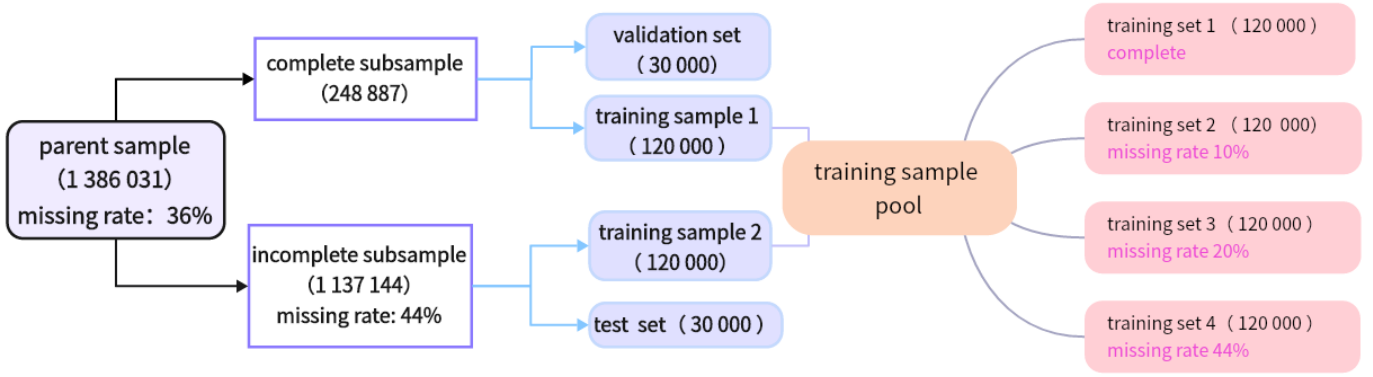 parent sample
(1 386 031)
missing rate: 36%
complete subsample
(248 887)
incomplete subsample
(1 137 144)
missing rate: 44%
validation set
( 30 000)
training sample 1
( 120 000 )
training sample 2
( 120 000)
test set ( 30 000 )
training sample
pool
training set 1 ( 120 000 )
complete
training set 2 ( 120 000)
missing rate 10%
training set 3 ( 120 000 )
missing rate 20%
training set 4 ( 120 000 )
missing rate 44%